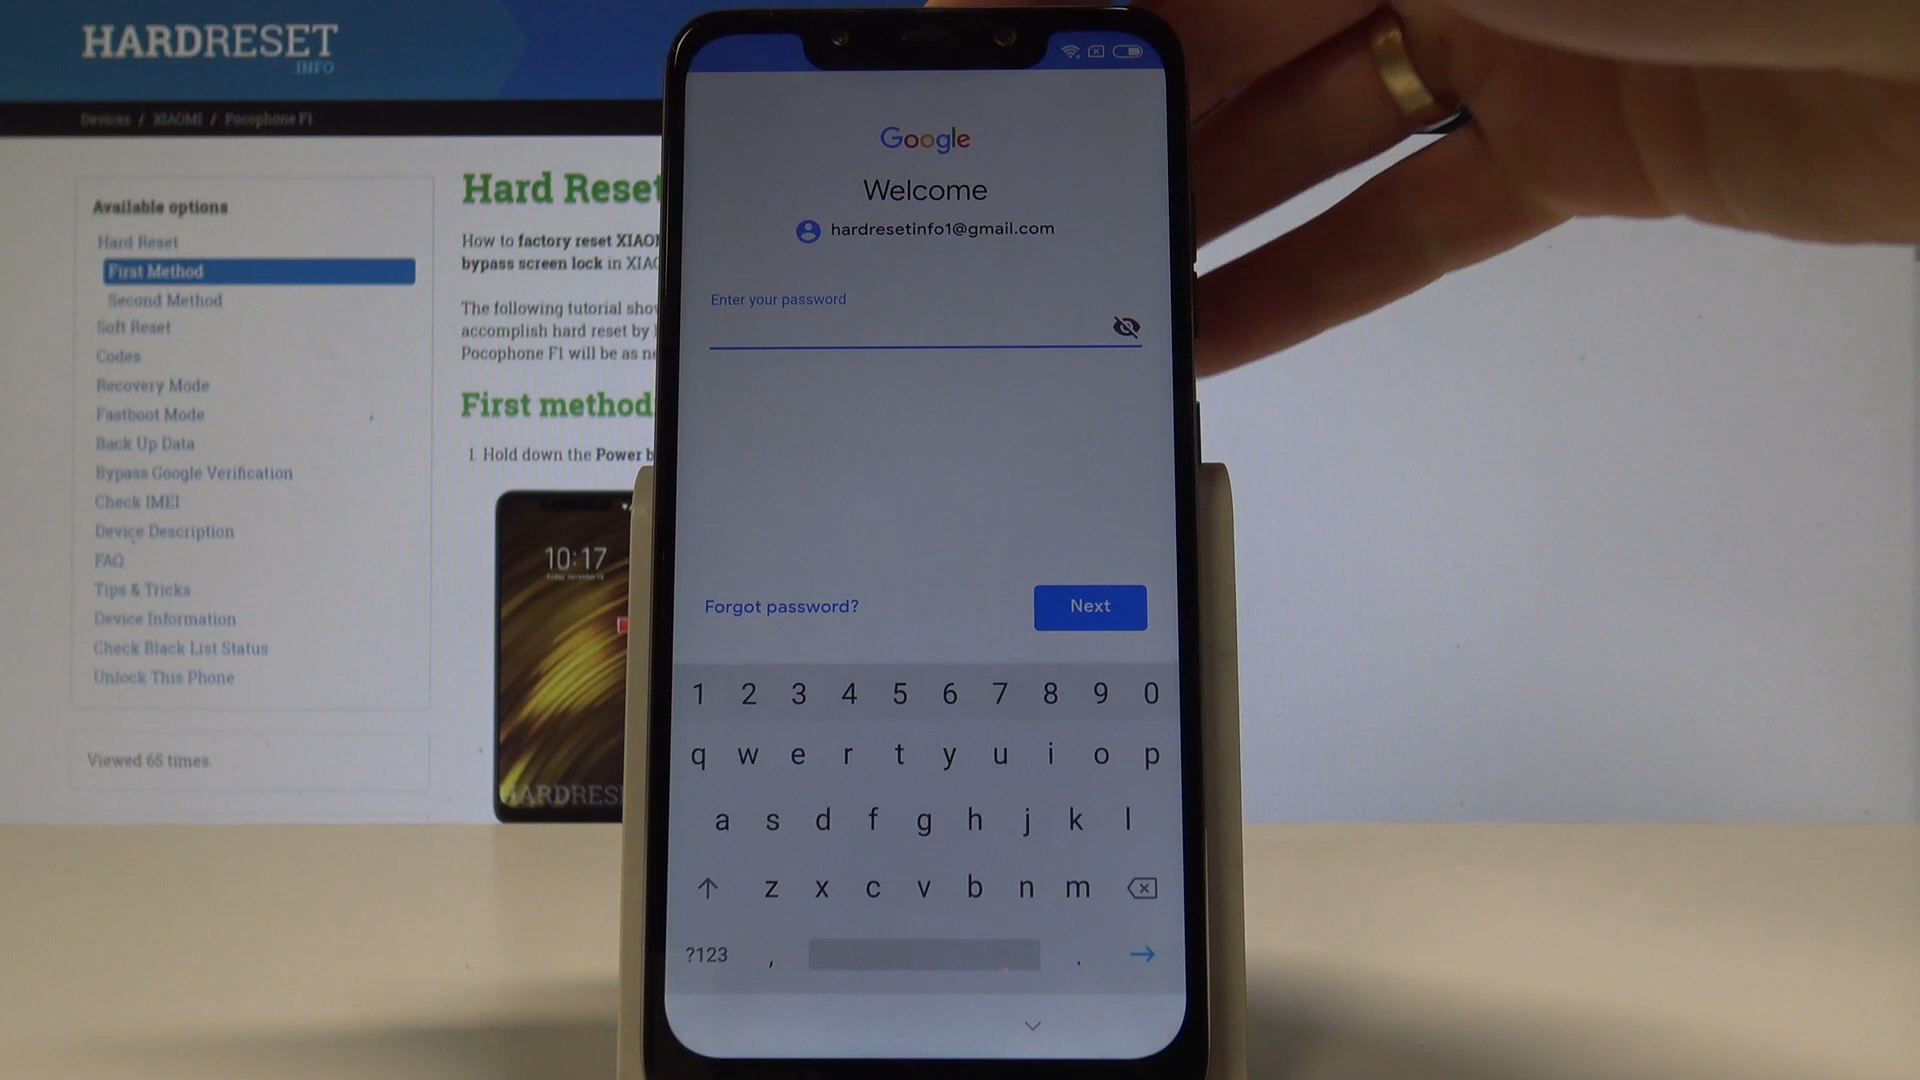 HARDRESET
.INFO
Devices / XIAOMI / Pocophone F1
Available options
Hard Reset
First Method
Second Method
Soft Reset
Codes
Recovery Mode
Fastboot Mode
Back Up Data
Bypass Google Verification
Check IMEI
Device Description
FAQ
Tips & Tricks
Device Information
Check Black List Status
Unlock This Phone
Viewed 65 times.
Hard Reset
How to factory reset
bypass screen lock in
The following tutorial
accomplish hard reset by
Pocophone F1 will be as
First method
1. Hold down the Power
10:17
Google
Welcome
hardresetinfo1@gmail.com
Enter your password
Forgot password?
Next
1 2 3 4 5 6 7 8 9 0
q w e r t y u i o p
a s d f g h j k l
z x c v b n m
?123 , .